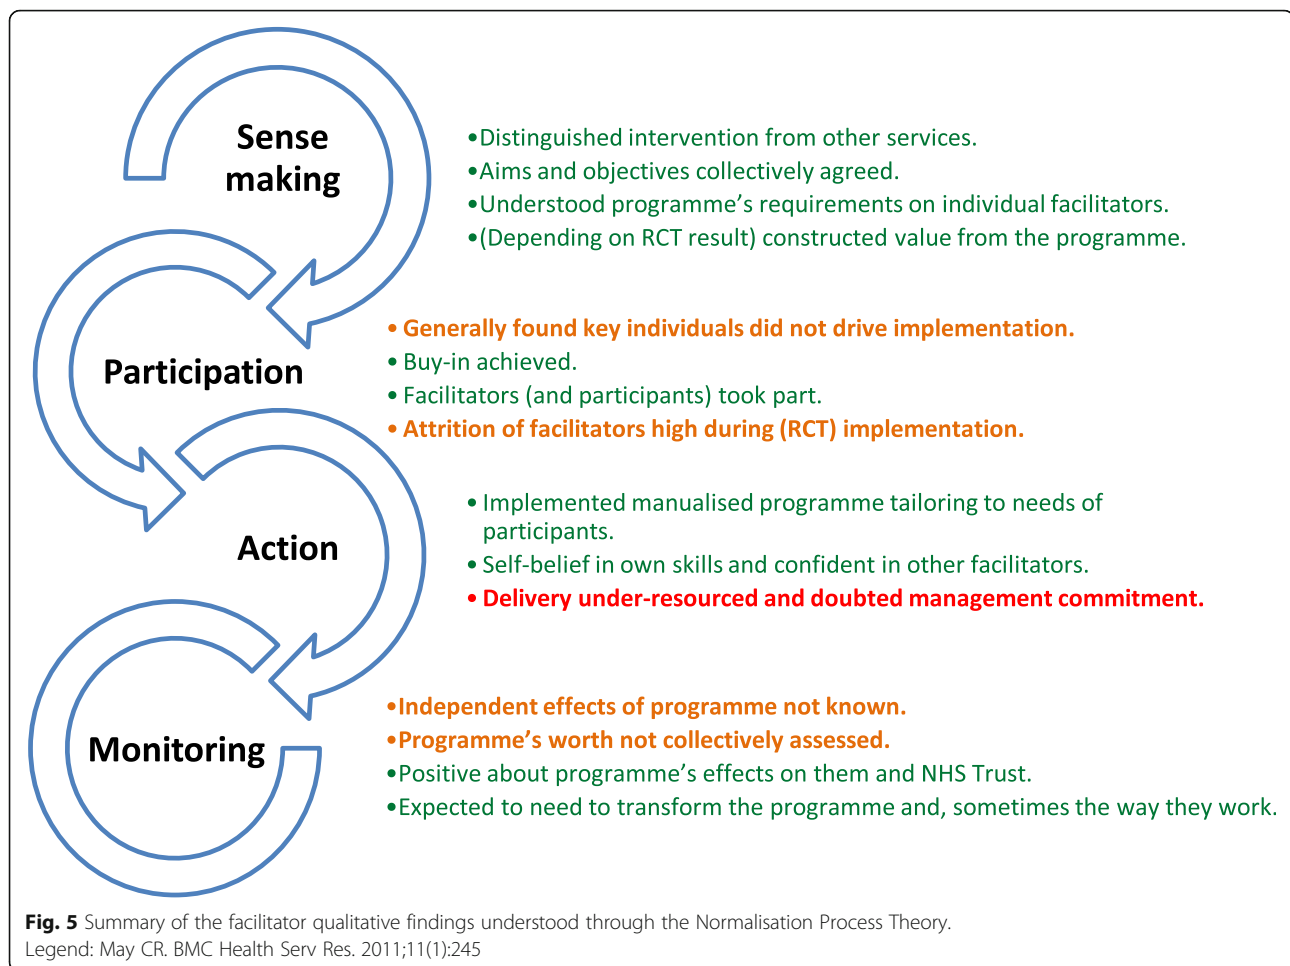 Sense
making
•Distinguished intervention from other services.
•Aims and objectives collectively agreed.
•Understood programme's requirements on individual facilitators.
•(Depending on RCT result) constructed value from the programme.
Participation
• Generally found key individuals did not drive implementation.
• Buy-in achieved.
• Facilitators (and participants) took part.
• Attrition of facilitators high during (RCT) implementation.
Action
• Implemented manualised programme tailoring to needs of
participants.
• Self-belief in own skills and confident in other facilitators.
• Delivery under-resourced and doubted management commitment.
Monitoring
•Independent effects of programme not known.
•Programme's worth not collectively assessed.
•Positive about programme's effects on them and NHS Trust.
•Expected to need to transform the programme and, sometimes the way they work.
Fig. 5 Summary of the facilitator qualitative findings understood through the Normalisation Process Theory.
Legend: May CR. BMC Health Serv Res. 2011;11(1):245